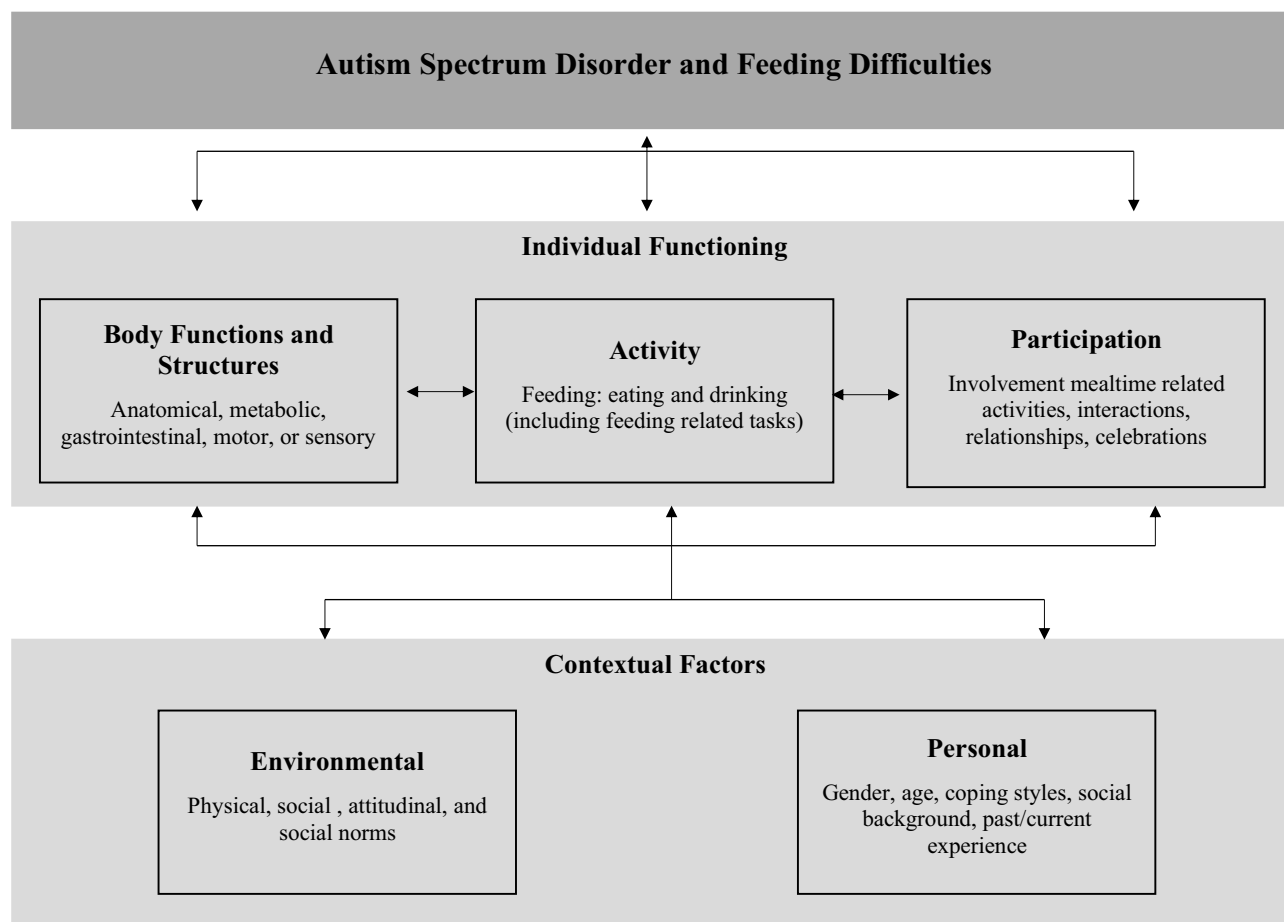 Autism Spectrum Disorder and Feeding Difficulties
Individual Functioning
Body Functions and
Structures
Anatomical, metabolic,
gastrointestinal, motor, or sensory
Activity
Feeding: eating and drinking
(including feeding related tasks)
Participation
Involvement mealtime related
activities, interactions,
relationships, celebrations
Contextual Factors
Environmental
Physical, social , attitudinal, and
social norms
Personal
Gender, age, coping styles, social
background, past/current
experience